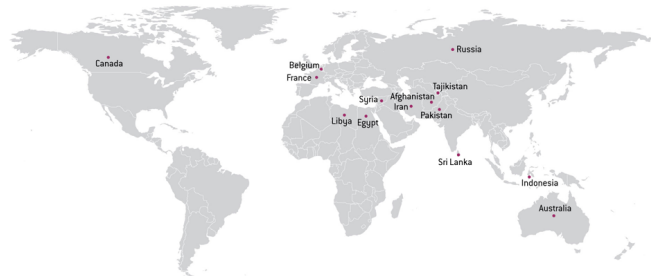 Canada
Russia
Belgium
France
Tajikistan
Syria
Afghanistan
Iran
Libya
Egypt
Pakistan
Sri Lanka
Indonesia
Australia